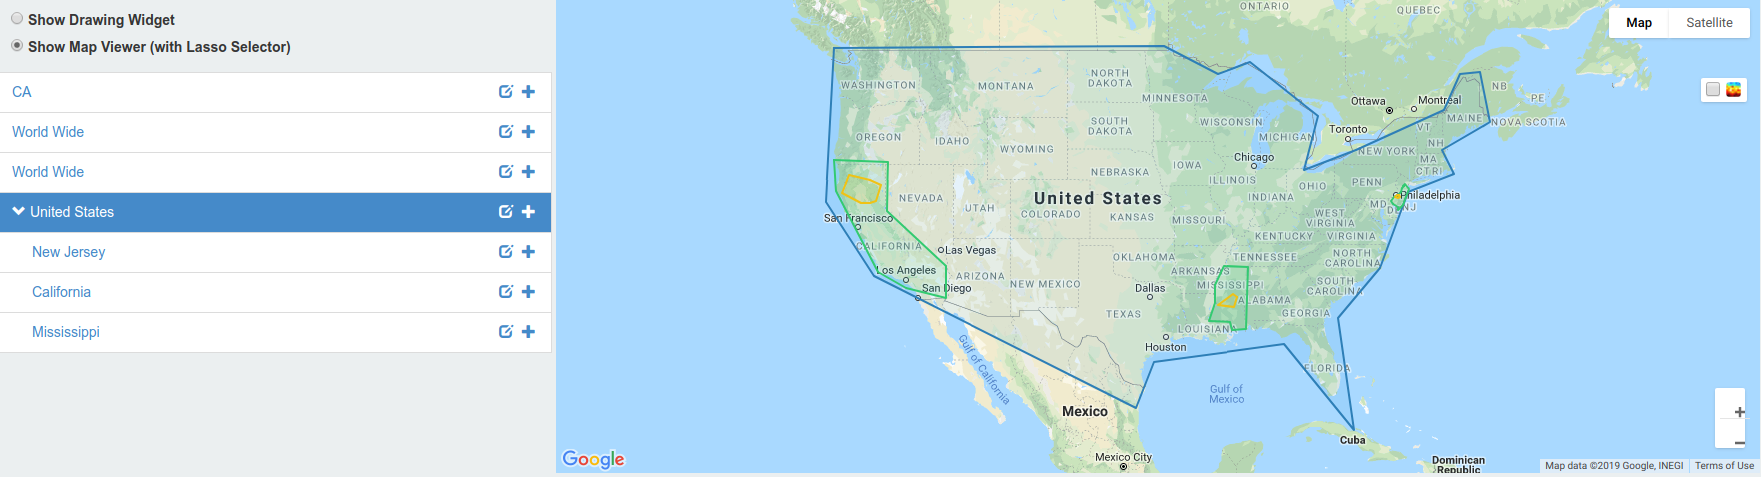 Show Drawing Widget
Show Map Viewer (with Lasso Selector)
CA
World Wide
World Wide
United States
New Jersey
California
Mississippi
ONTARIO
QUEBEC
Map
Satellite
WASHINGTON
MONTANA
NORTH
DAKOTA
MINNESOTA
Ottawa
Montreal
NB
PE
MAINE
NOVA SCOTIA
OREGON
IDAHO
SOUTH
DAKOTA
WISCONSIN
MICHIGAN
Toronto
VT
NH
WYOMING
NEW YORK
MA
Chicago
IOWA
NEBRASKA
CT
RI
ILLINOIS
OHIO
PENN
NEVADA
UTAH
United States
INDIANA
Philadelphia
San Francisco
COLORADO
KANSAS
MISSOURI
WEST
VIRGINIA
MD
DE
NJ
KENTUCKY
VIRGINIA
CALIFORNIA
Las Vegas
OKLAHOMA
TENNESSEE
NORTH
CAROLINA
Los Angeles
ARIZONA
NEW MEXICO
ARKANSAS
SOUTH
CAROLINA
San Diego
Dallas
MISSISSIPPI
ALABAMA
TEXAS
GEORGIA
LOUISIANA
Houston
Gulf of
California
FLORIDA
Gulf of
Mexico
Mexico
Cuba
Google
Mexico City
Dominican
Republic
Map data ©2019 Google, INEGI
Terms of Use